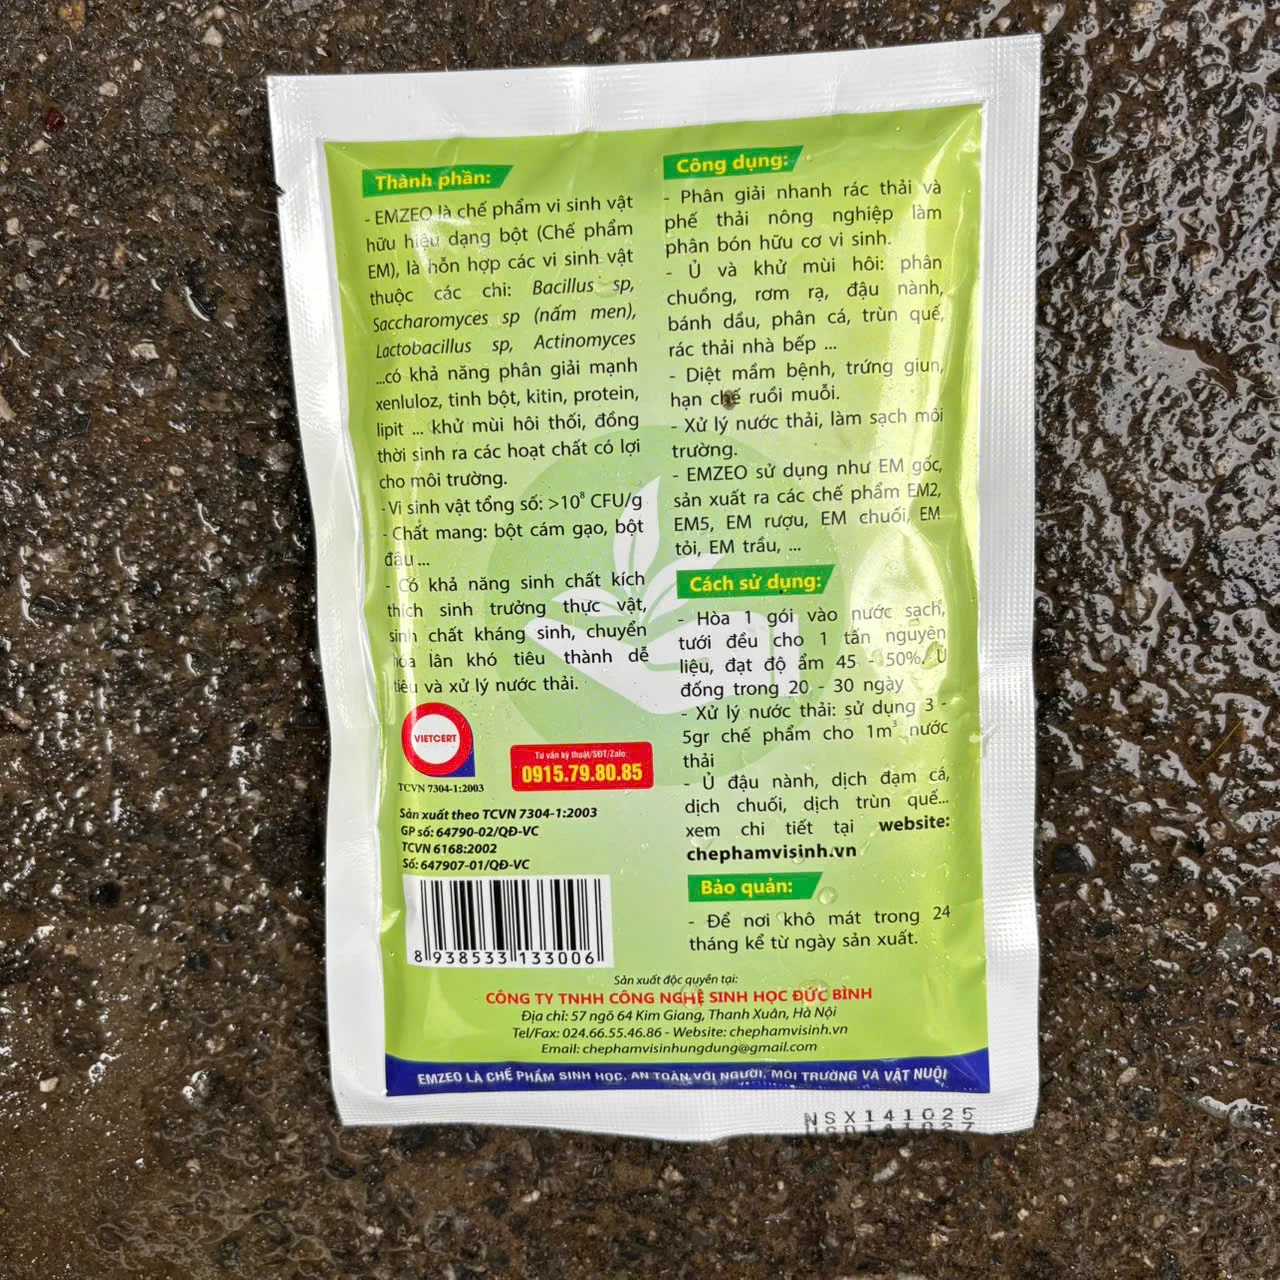 Thành phần:
- EMZEO là chế phẩm vi sinh vật
hữu hiệu dạng bột (Chế phẩm
EM), là hỗn hợp các vi sinh vật
thuộc các chi: Bacillus sp,
Saccharomyces sp (nấm men),
Lactobacillus sp, Actinomyces
...có khả năng phân giải mạnh
xenluloz, tinh bột, kitin, protein,
lipit ... khử mùi hôi thối, đồng
thời sinh ra các hoạt chất có lợi
cho môi trường.
- Vi sinh vật tổng số: >10⁸ CFU/g
- Chất mang: bột cám gạo, bột
đậu ...
- Có khả năng sinh chất kích
thích sinh trưởng thực vật,
sinh chất kháng sinh, chuyển
hóa lân khó tiêu thành dễ
tiêu và xử lý nước thải.
VIETCERT
TCVN 7304-1:2003
Tư vấn kỹ thuật/SĐT/Zalo:
0915.79.80.85
Sản xuất theo TCVN 7304-1:2003
GP số: 64790-02/QĐ-VC
TCVN 6168:2002
Số: 647907-01/QĐ-VC
8 938533 133006
Công dụng:
- Phân giải nhanh rác thải và
phế thải nông nghiệp làm
phân bón hữu cơ vi sinh.
- Ủ và khử mùi hôi: phân
chuồng, rơm rạ, đậu nành,
bánh dầu, phân cá, trùn quế,
rác thải nhà bếp ...
- Diệt mầm bệnh, trứng giun,
hạn chế ruồi muỗi.
- Xử lý nước thải, làm sạch môi
trường.
- EMZEO sử dụng như EM gốc,
sản xuất ra các chế phẩm EM2,
EM5, EM rượu, EM chuối, EM
tỏi, EM trầu, ...
Cách sử dụng:
- Hòa 1 gói vào nước sạch,
tưới đều cho 1 tấn nguyên
liệu, đạt độ ẩm 45 - 50%. Ủ
đống trong 20 - 30 ngày
- Xử lý nước thải: sử dụng 3 -
5gr chế phẩm cho 1m³ nước
thải
- Ủ đậu nành, dịch đạm cá,
dịch chuối, dịch trùn quế...
xem chi tiết tại website:
chephamvisinh.vn
Bảo quản:
- Để nơi khô mát trong 24
tháng kể từ ngày sản xuất.
Sản xuất độc quyền tại:
CÔNG TY TNHH CÔNG NGHỆ SINH HỌC ĐỨC BÌNH
Địa chỉ: 57 ngõ 64 Kim Giang, Thanh Xuân, Hà Nội
Tel/Fax: 024.66.55.46.86 - Website: chephamvisinh.vn
Email: chephamvisinhungdung@gmail.com
EMZEO LÀ CHẾ PHẨM SINH HỌC, AN TOÀN VỚI NGƯỜI, MÔI TRƯỜNG VÀ VẬT NUÔI
NSX141025
HSD141027